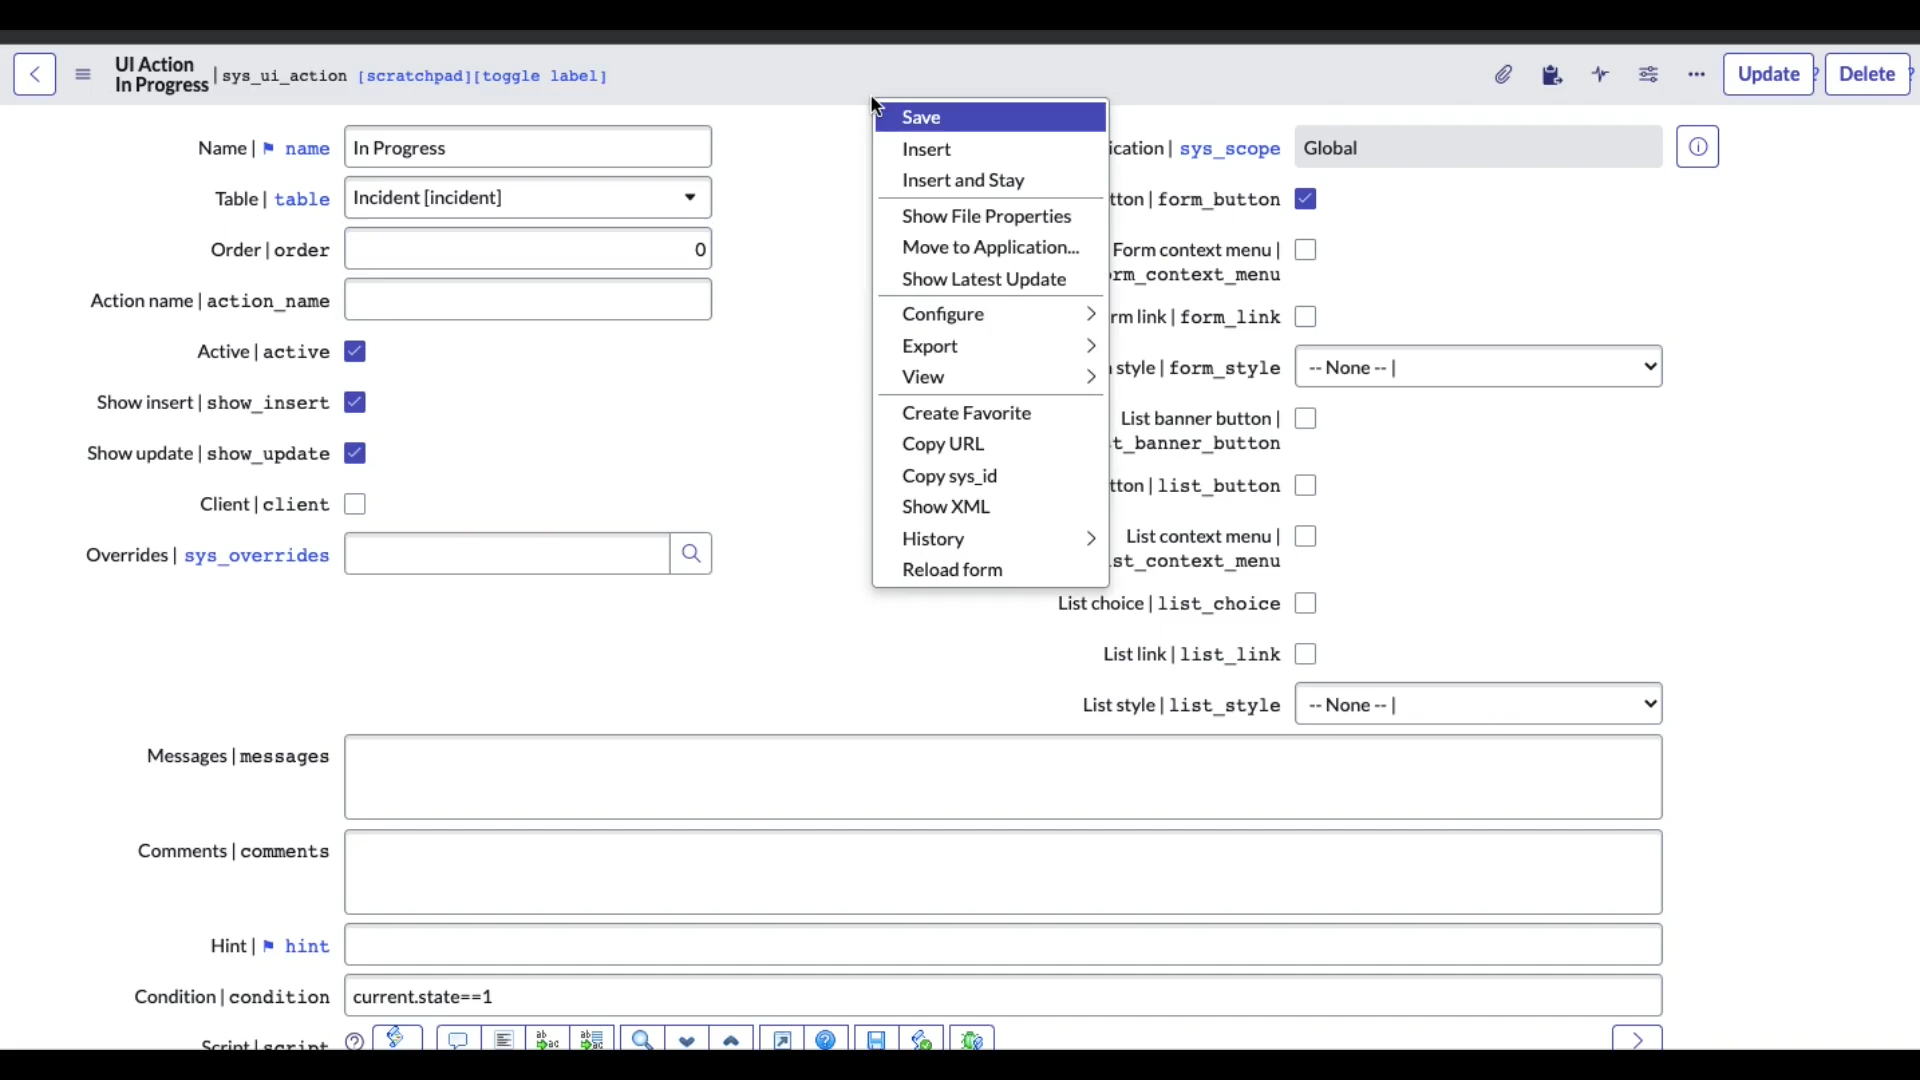 UI Action
In Progress | sys_ui_action [scratchpad][toggle label]
Update
Delete
Name | name In Progress
Table | table Incident [incident]
Order | order 0
Action name | action_name
Active | active
Show insert | show_insert
Show update | show_update
Client | client
Overrides | sys_overrides
Save
Insert
Insert and Stay
Show File Properties
Move to Application...
Show Latest Update
Configure
Export
View
Create Favorite
Copy URL
Copy sys_id
Show XML
History
Reload form
ication | sys_scope Global
tton | form_button
Form context menu |
rm_context_menu
rm link | form_link
style | form_style -- None -- |
List banner button |
t_banner_button
tton | list_button
List context menu |
st_context_menu
List choice | list_choice
List link | list_link
List style | list_style -- None -- |
Messages | messages
Comments | comments
Hint | hint
Condition | condition current.state==1
Script | script